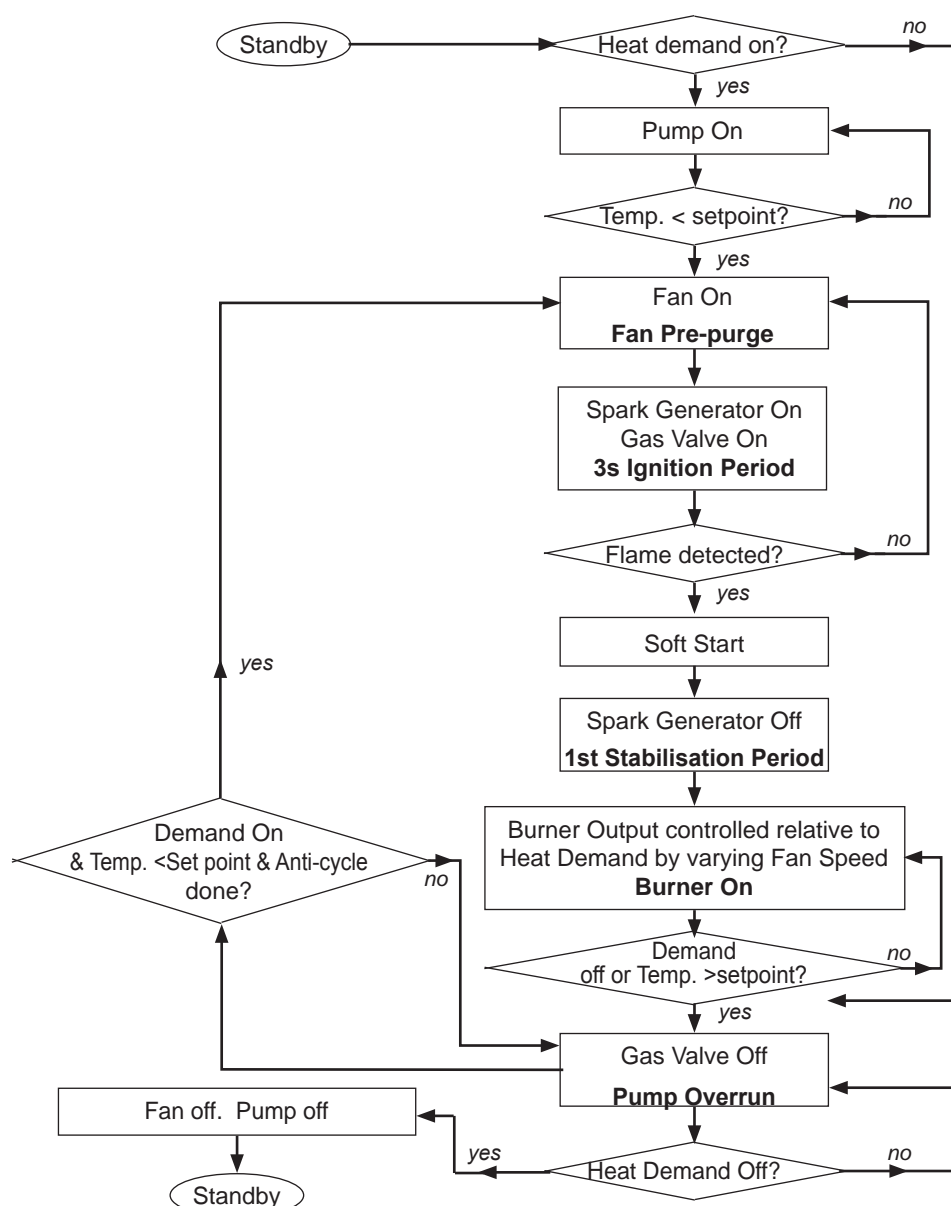 Standby
Heat demand on?
no
yes
Pump On
Temp. < setpoint?
no
yes
Fan On
Fan Pre-purge
Spark Generator On
Gas Valve On
3s Ignition Period
Flame detected?
no
yes
Soft Start
yes
Spark Generator Off
1st Stabilisation Period
Demand On
& Temp. <Set point & Anti-cycle
done?
no
Burner Output controlled relative to
Heat Demand by varying Fan Speed
Burner On
Demand
off or Temp. >setpoint?
no
yes
Gas Valve Off
Pump Overrun
Fan off. Pump off
yes
Heat Demand Off?
no
Standby